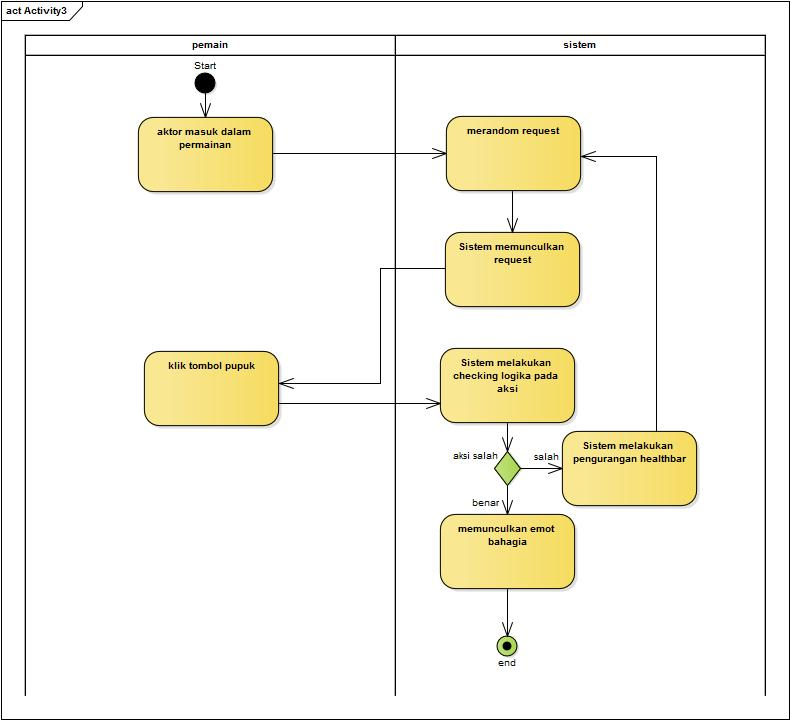 act Activity3
pemain
sistem
Start
aktor masuk dalam
permainan
merandom request
Sistem memunculkan
request
klik tombol pupuk
Sistem melakukan
checking logika pada
aksi
aksi salah
salah
Sistem melakukan
pengurangan healthbar
benar
memunculkan emot
bahagia
end